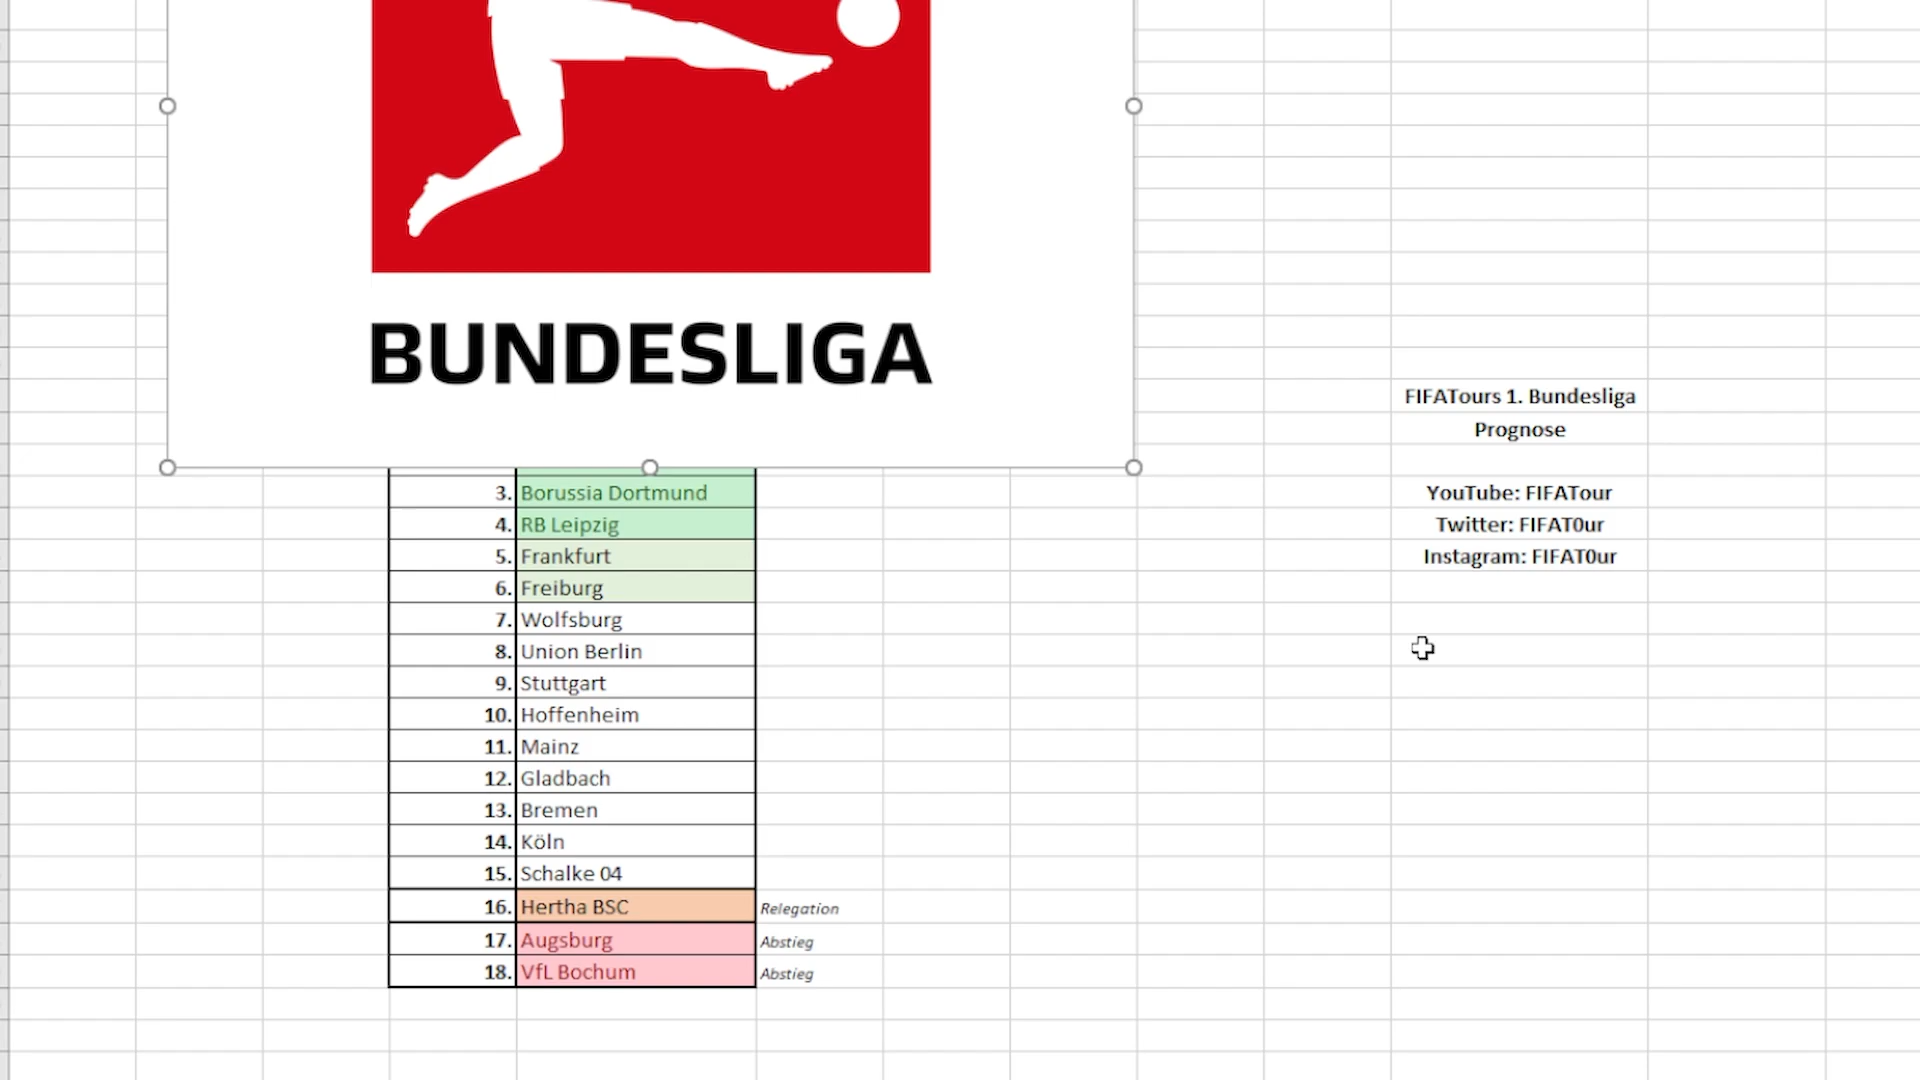 BUNDESLIGA
FIFATours 1. Bundesliga
Prognose
YouTube: FIFATour
Twitter: FIFAT0ur
Instagram: FIFAT0ur
3. Borussia Dortmund
4. RB Leipzig
5. Frankfurt
6. Freiburg
7. Wolfsburg
8. Union Berlin
9. Stuttgart
10. Hoffenheim
11. Mainz
12. Gladbach
13. Bremen
14. Köln
15. Schalke 04
16. Hertha BSC Relegation
17. Augsburg Abstieg
18. VfL Bochum Abstieg